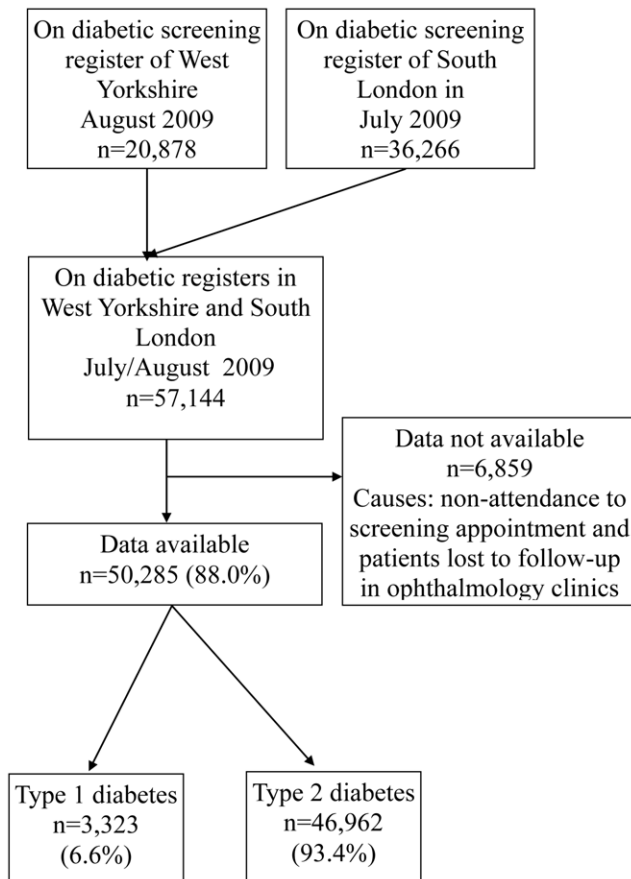 On diabetic screening
register of West
Yorkshire
August 2009
n=20,878
On diabetic screening
register of South
London in
July 2009
n=36,266
On diabetic registers in
West Yorkshire and South
London
July/August 2009
n=57,144
Data not available
n=6,859
Causes: non-attendance to
screening appointment and
patients lost to follow-up
in ophthalmology clinics
Data available
n=50,285 (88.0%)
Type 1 diabetes
n=3,323
(6.6%)
Type 2 diabetes
n=46,962
(93.4%)